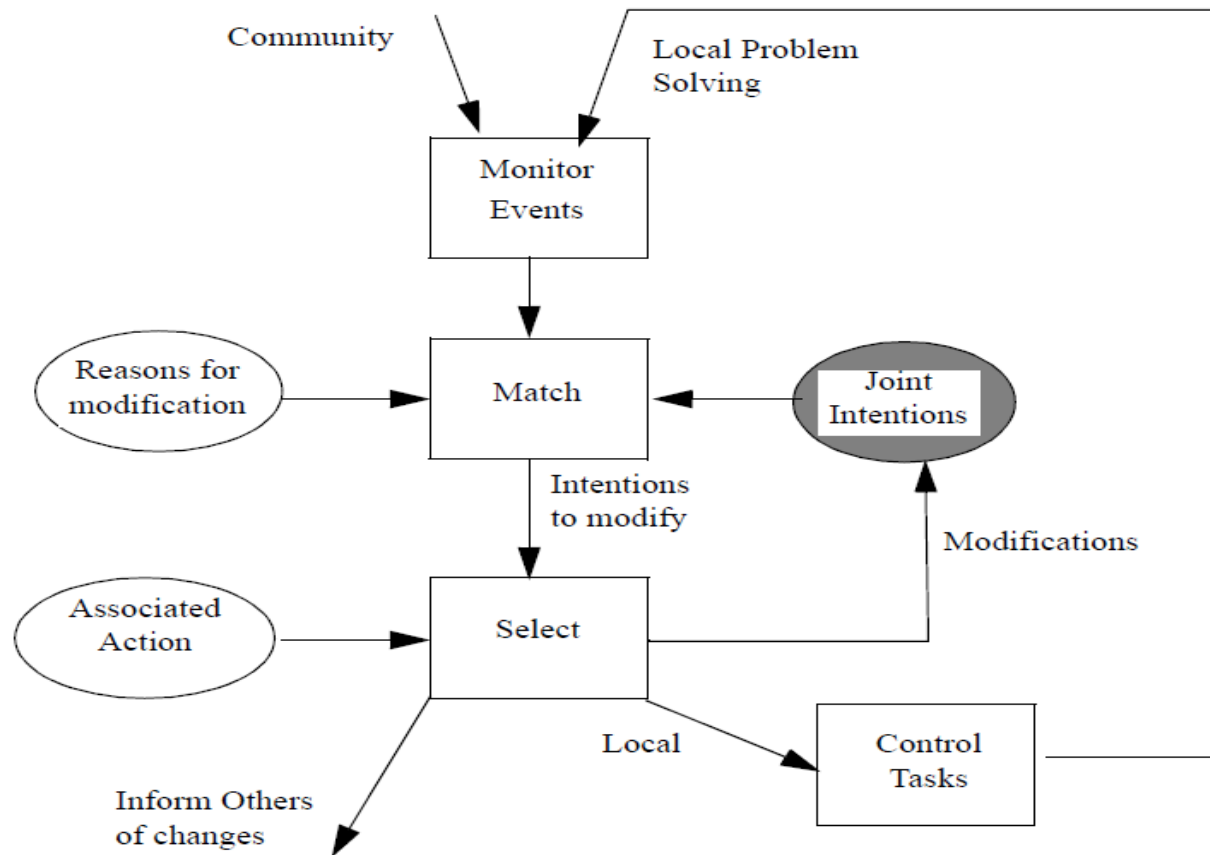 Community
Local Problem
Solving
Monitor
Events
Reasons for
modification
Match
Joint
Intentions
Intentions
to modify
Modifications
Associated
Action
Select
Local
Control
Tasks
Inform Others
of changes